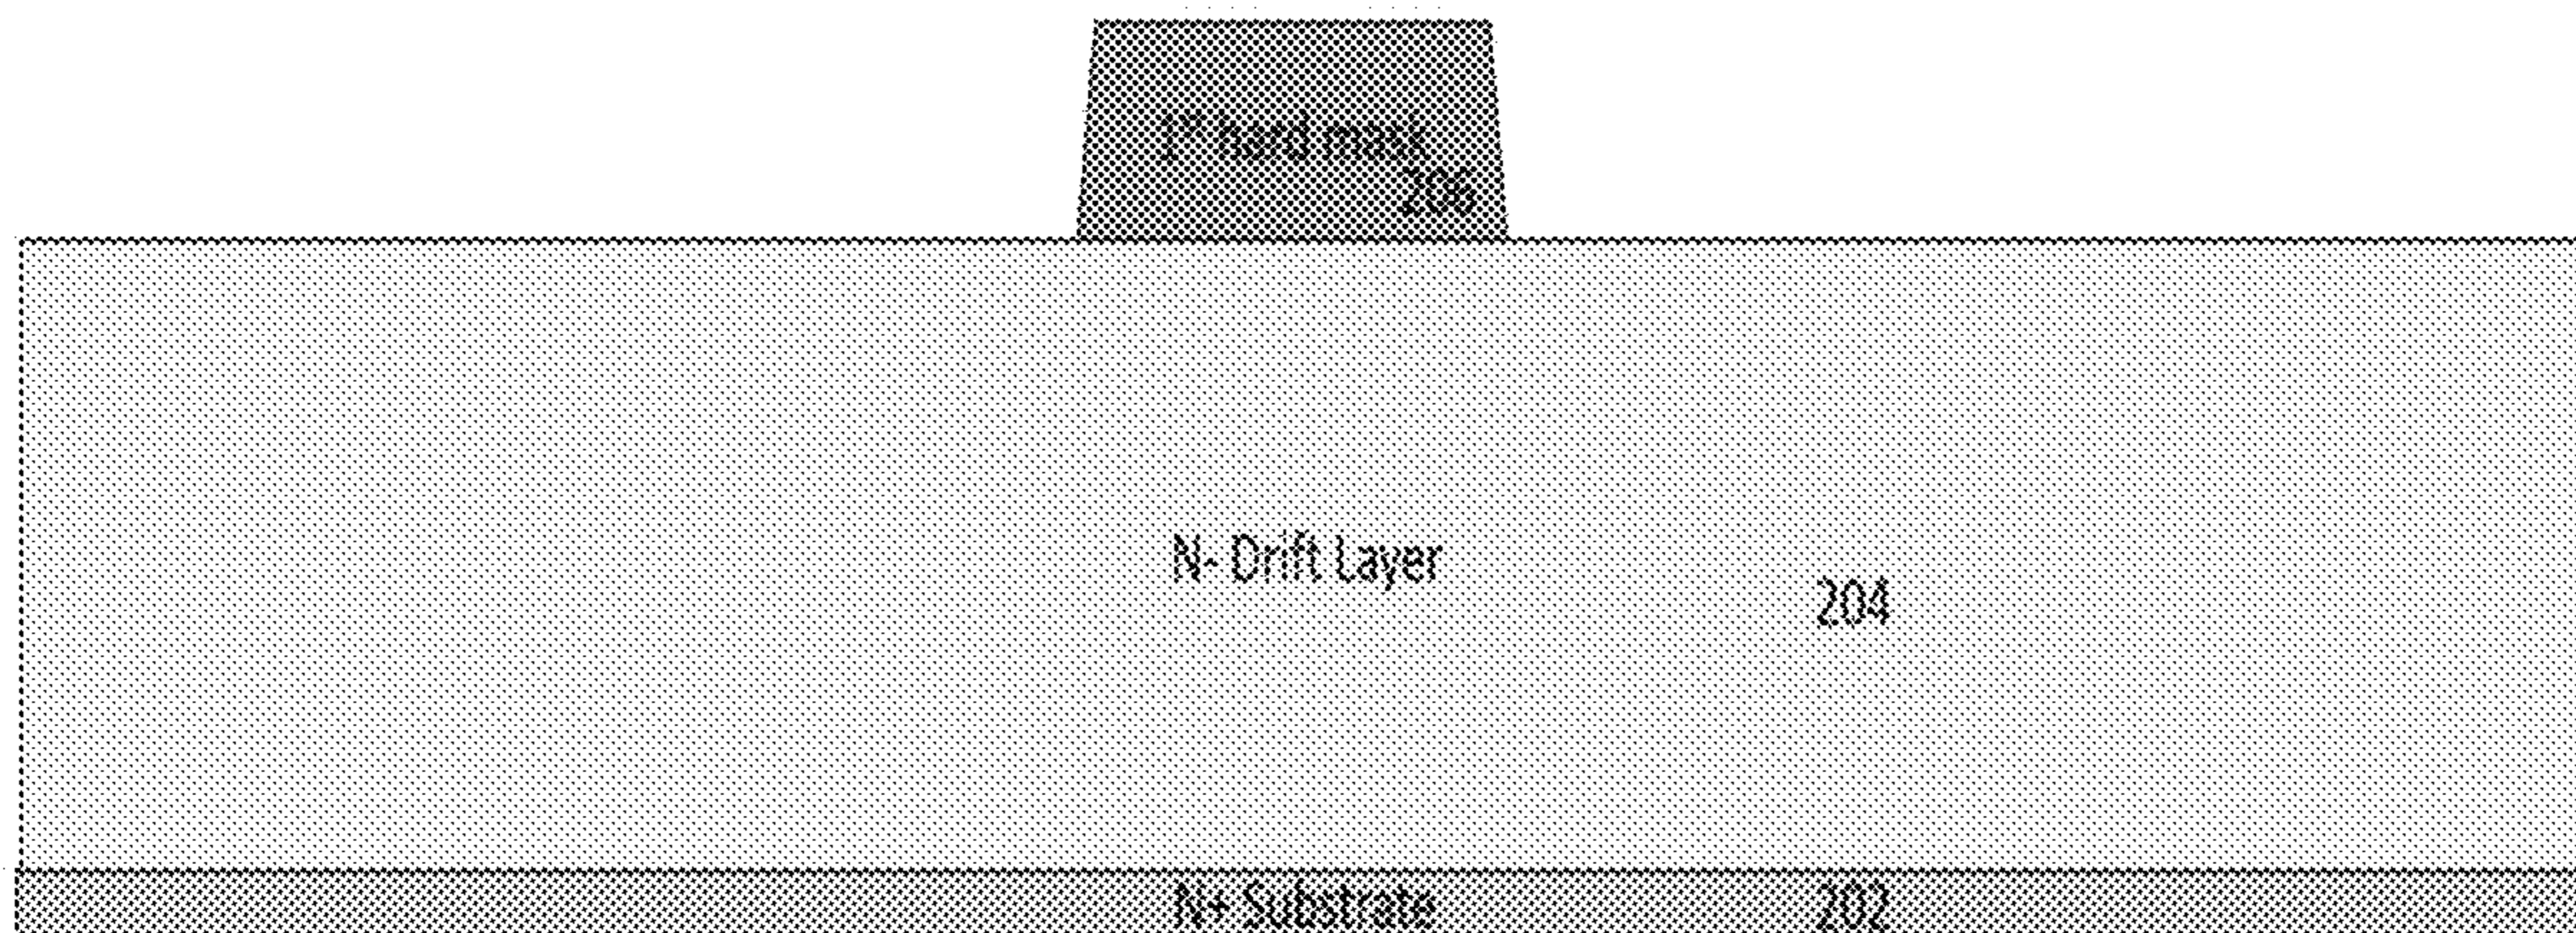 1st hard mask
206
N- Drift Layer
204
N+ Substrate
202